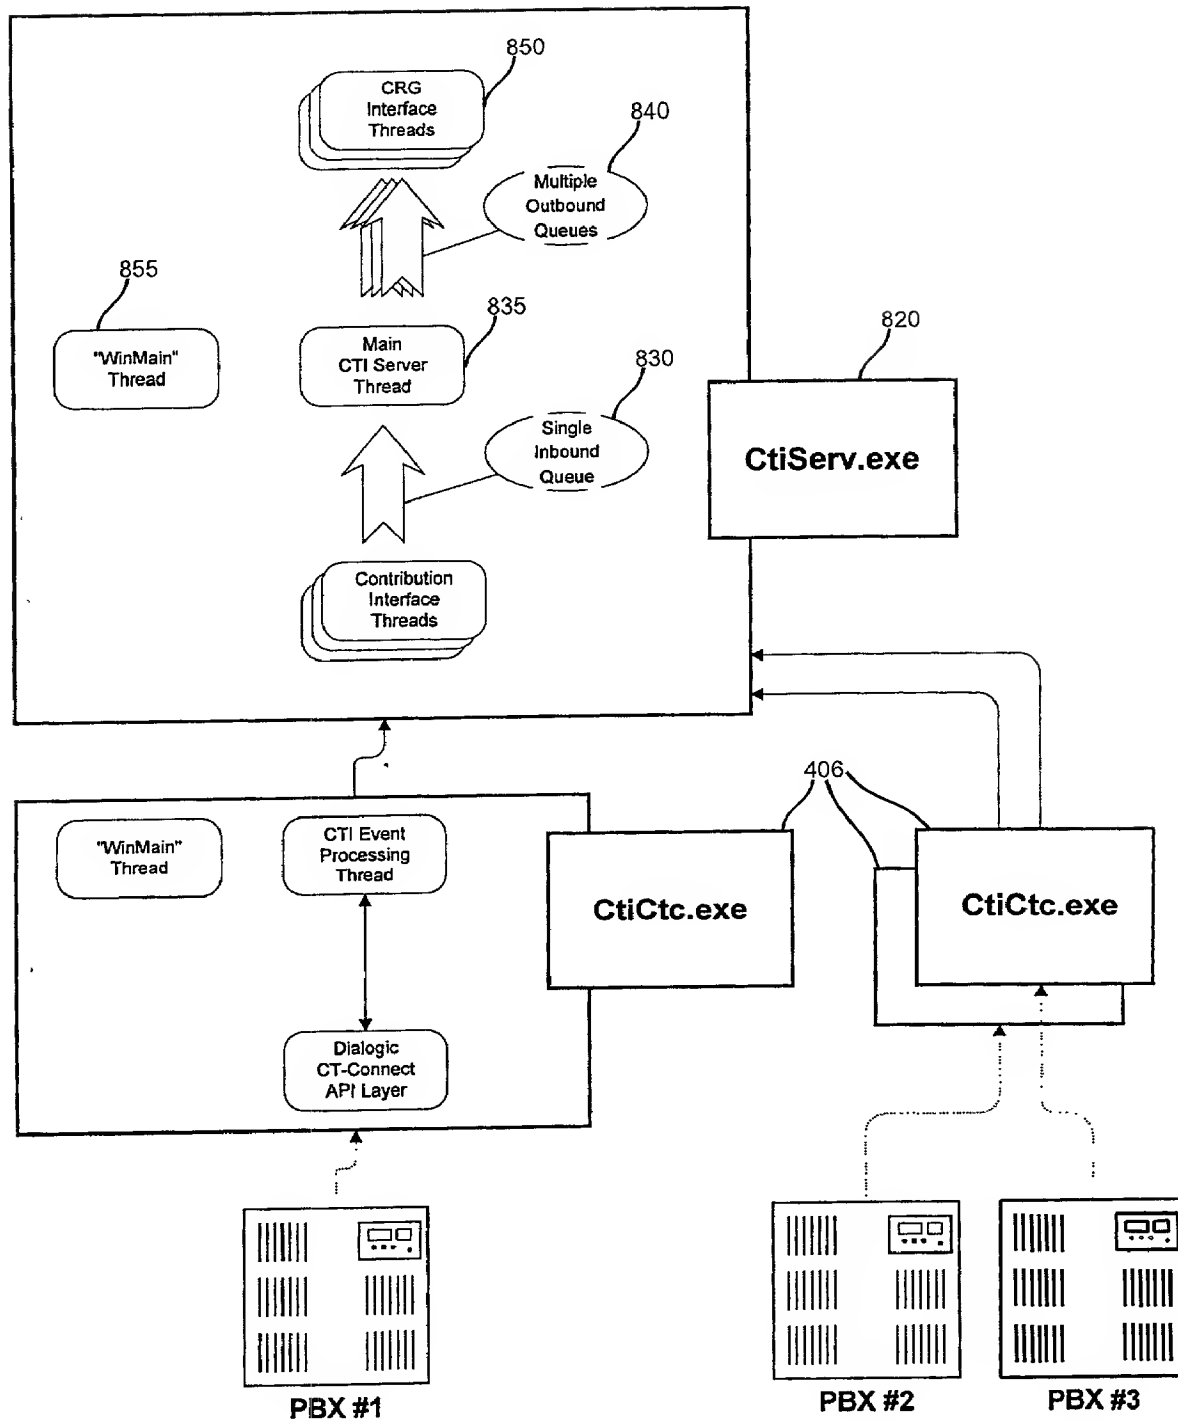 850
CRG
Interface
Threads
840
Multiple
Outbound
Queues
855
835
"WinMain"
Thread
Main
CTI Server
Thread
820
830
CtiServ.exe
Single
Inbound
Queue
Contribution
Interface
Threads
406
"WinMain"
Thread
CTI Event
Processing
Thread
CtiCtc.exe
CtiCtc.exe
Dialogic
CT-Connect
API Layer
PBX #1
PBX #2
PBX #3